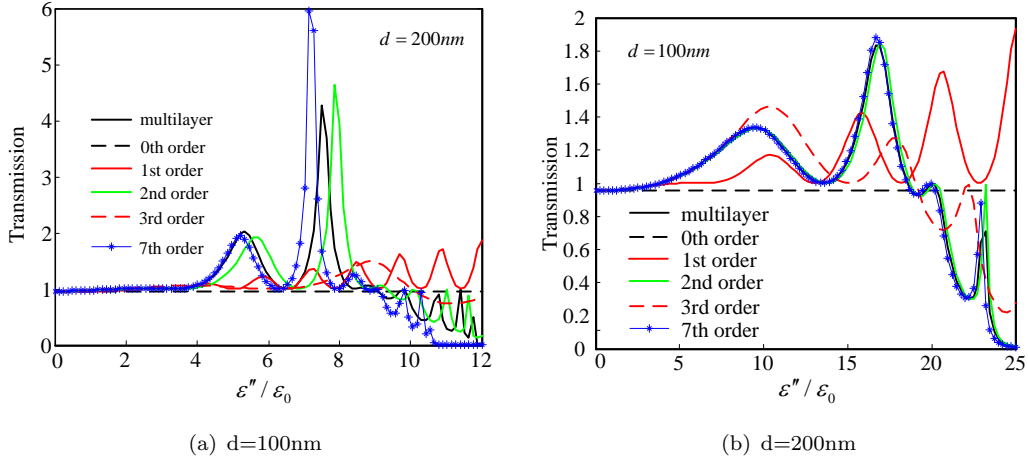 6
5
4
3
2
1
0
Transmission
d = 200nm
multilayer
0th order
1st order
2nd order
3rd order
7th order
0 2 4 6 8 10 12
ε″ / ε₀
(a) d=100nm
2
1.8
1.6
1.4
1.2
1
0.8
0.6
0.4
0.2
0
Transmission
d = 100nm
multilayer
0th order
1st order
2nd order
3rd order
7th order
0 5 10 15 20 25
ε″ / ε₀
(b) d=200nm